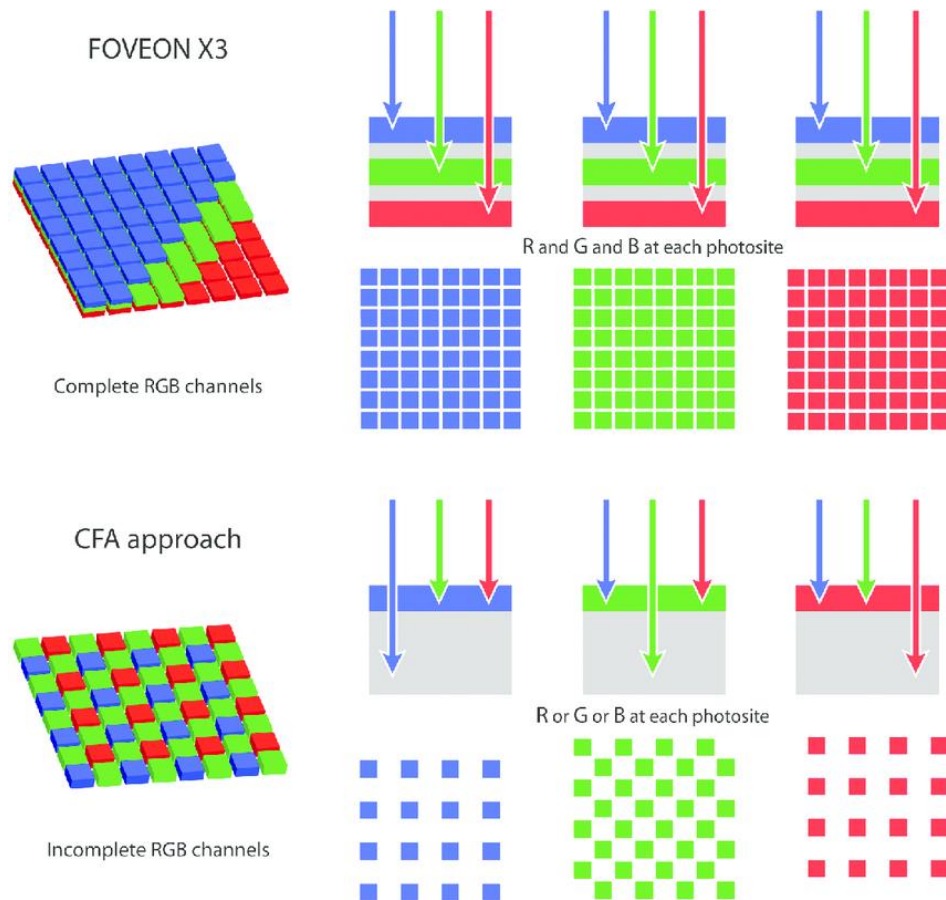 FOVEON X3
R and G and B at each photosite
Complete RGB channels
CFA approach
R or G or B at each photosite
Incomplete RGB channels